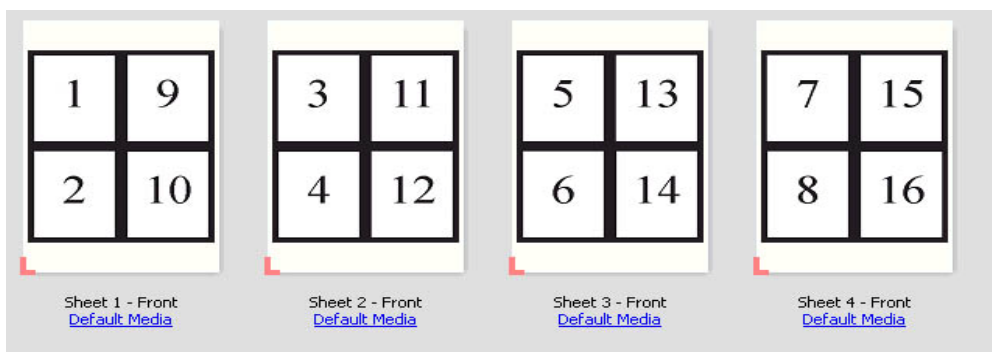 1 9
2 10
Sheet 1 - Front
Default Media
3 11
4 12
Sheet 2 - Front
Default Media
5 13
6 14
Sheet 3 - Front
Default Media
7 15
8 16
Sheet 4 - Front
Default Media